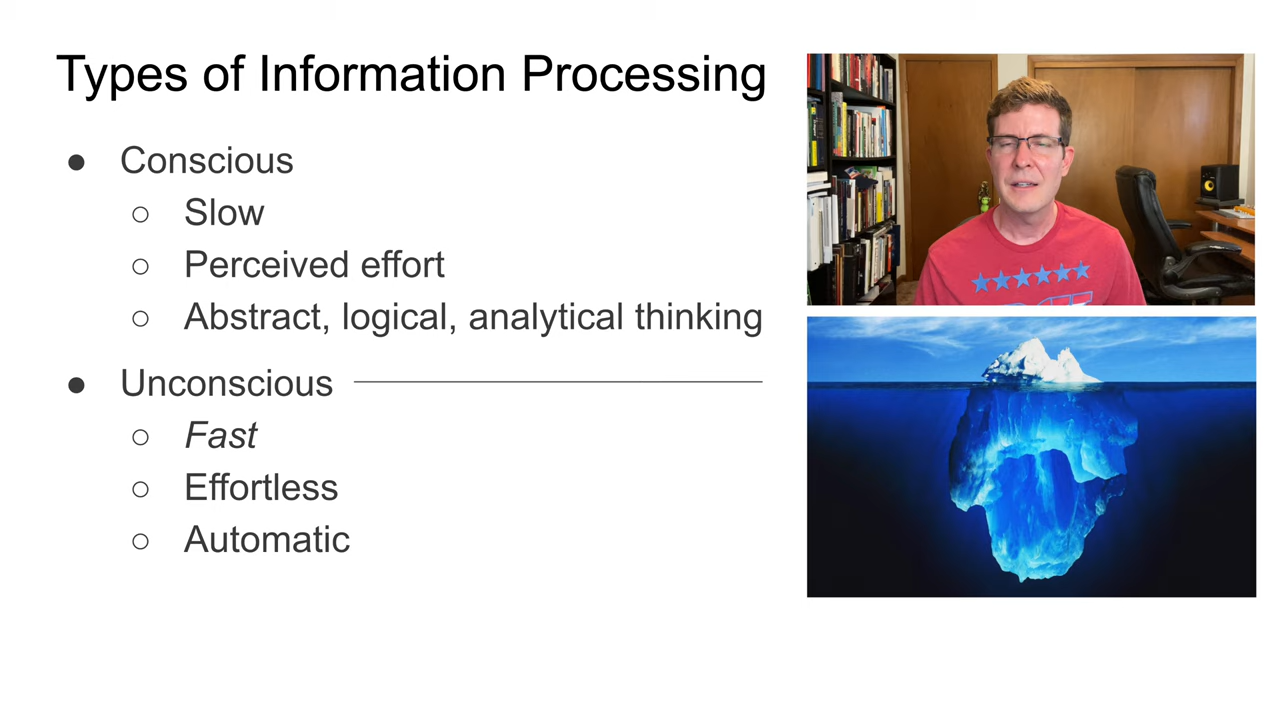 Types of Information Processing
● Conscious
○ Slow
○ Perceived effort
○ Abstract, logical, analytical thinking
● Unconscious
○ Fast
○ Effortless
○ Automatic